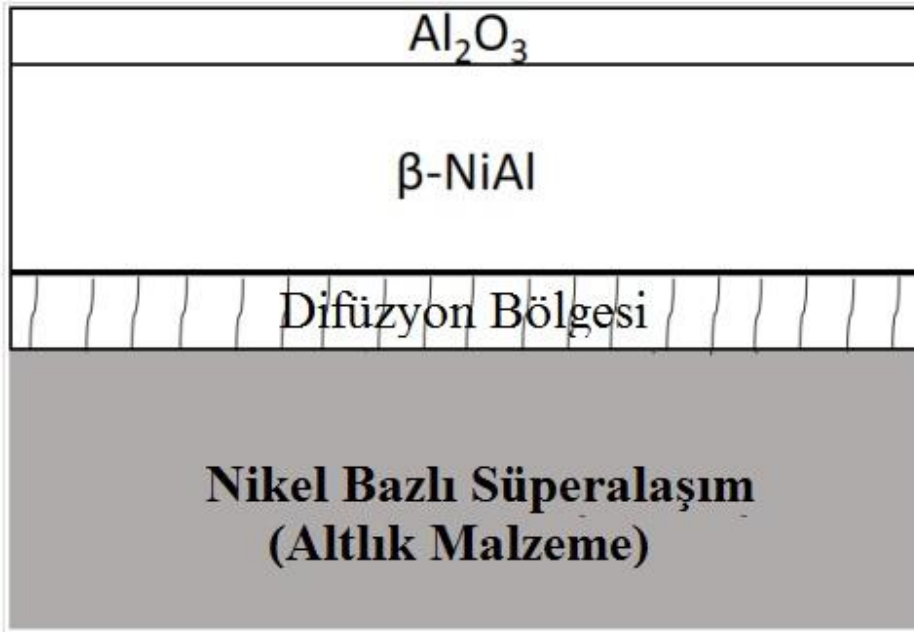 Al₂O₃
β-NiAl
Difüzyon Bölgesi
Nikel Bazlı Süperalaşım
(Altlık Malzeme)